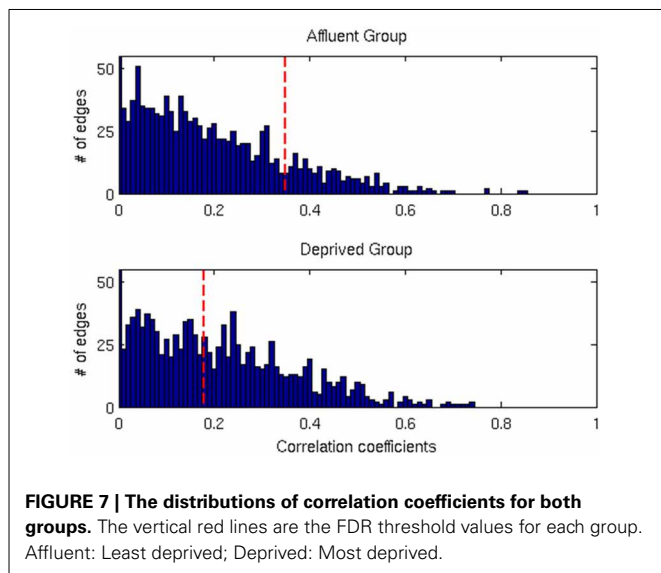 Affluent Group
50
25
0
# of edges
0 0.2 0.4 0.6 0.8 1
Deprived Group
50
25
0
# of edges
0 0.2 0.4 0.6 0.8 1
Correlation coefficients
FIGURE 7 | The distributions of correlation coefficients for both
groups. The vertical red lines are the FDR threshold values for each group.
Affluent: Least deprived; Deprived: Most deprived.